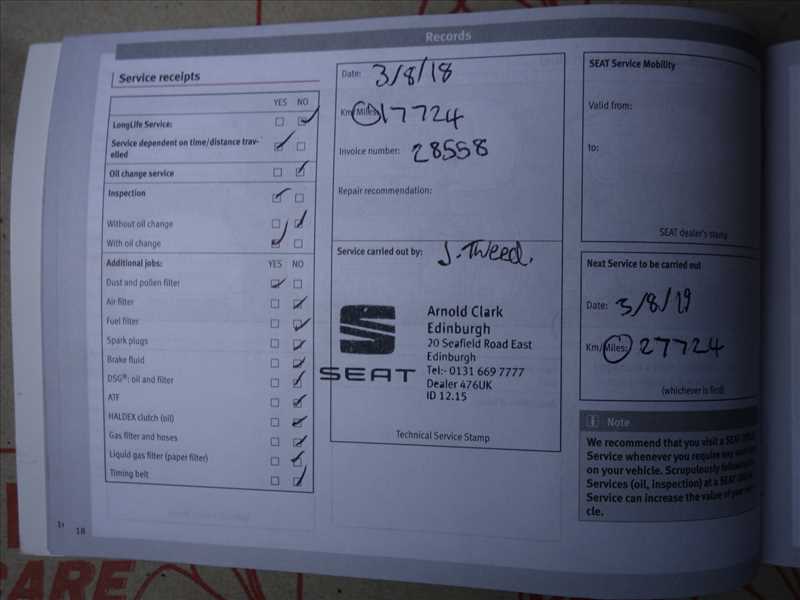 Records
Service receipts
YES NO
LongLife Service:
Service dependent on time/distance trav-
elled
Oil change service
Inspection
Without oil change
With oil change
Additional jobs: YES NO
Dust and pollen filter
Air filter
Fuel filter
Spark plugs
Brake fluid
DSG®: oil and filter
ATF
HALDEX clutch (oil)
Gas filter and hoses
Liquid gas filter (paper filter)
Timing belt
18
Date: 3/8/18
Km/Miles: 17724
Invoice number: 28558
Repair recommendation:
Service carried out by: J. Tweed.
SEAT
Arnold Clark
Edinburgh
20 Seafield Road East
Edinburgh
Tel:- 0131 669 7777
Dealer 476UK
ID 12.15
Technical Service Stamp
SEAT Service Mobility
Valid from:
to:
SEAT dealer's stamp
Next Service to be carried out
Date: 3/8/19
Km/Miles: 27724
(whichever is first)
Note
We recommend that you visit a SEAT
Service whenever you require any
on your vehicle. Scrupulously
Services (oil, inspection) at a SEAT
Service can increase the value of your
cle.
CARE